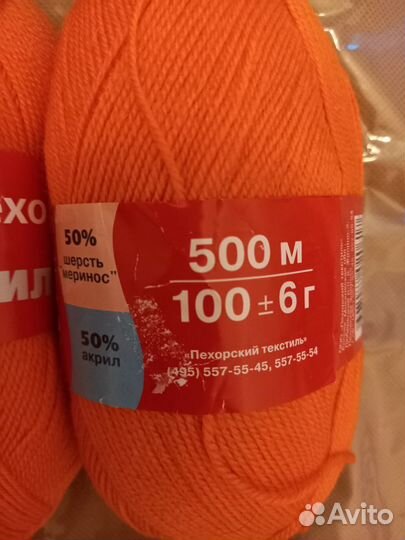 ехо
ил
50%
шерсть
меринос"
50%
акрил
500 м
100 ± 6 г
"Пехорский текстиль"
(495) 557-55-45, 557-55-54
Avito